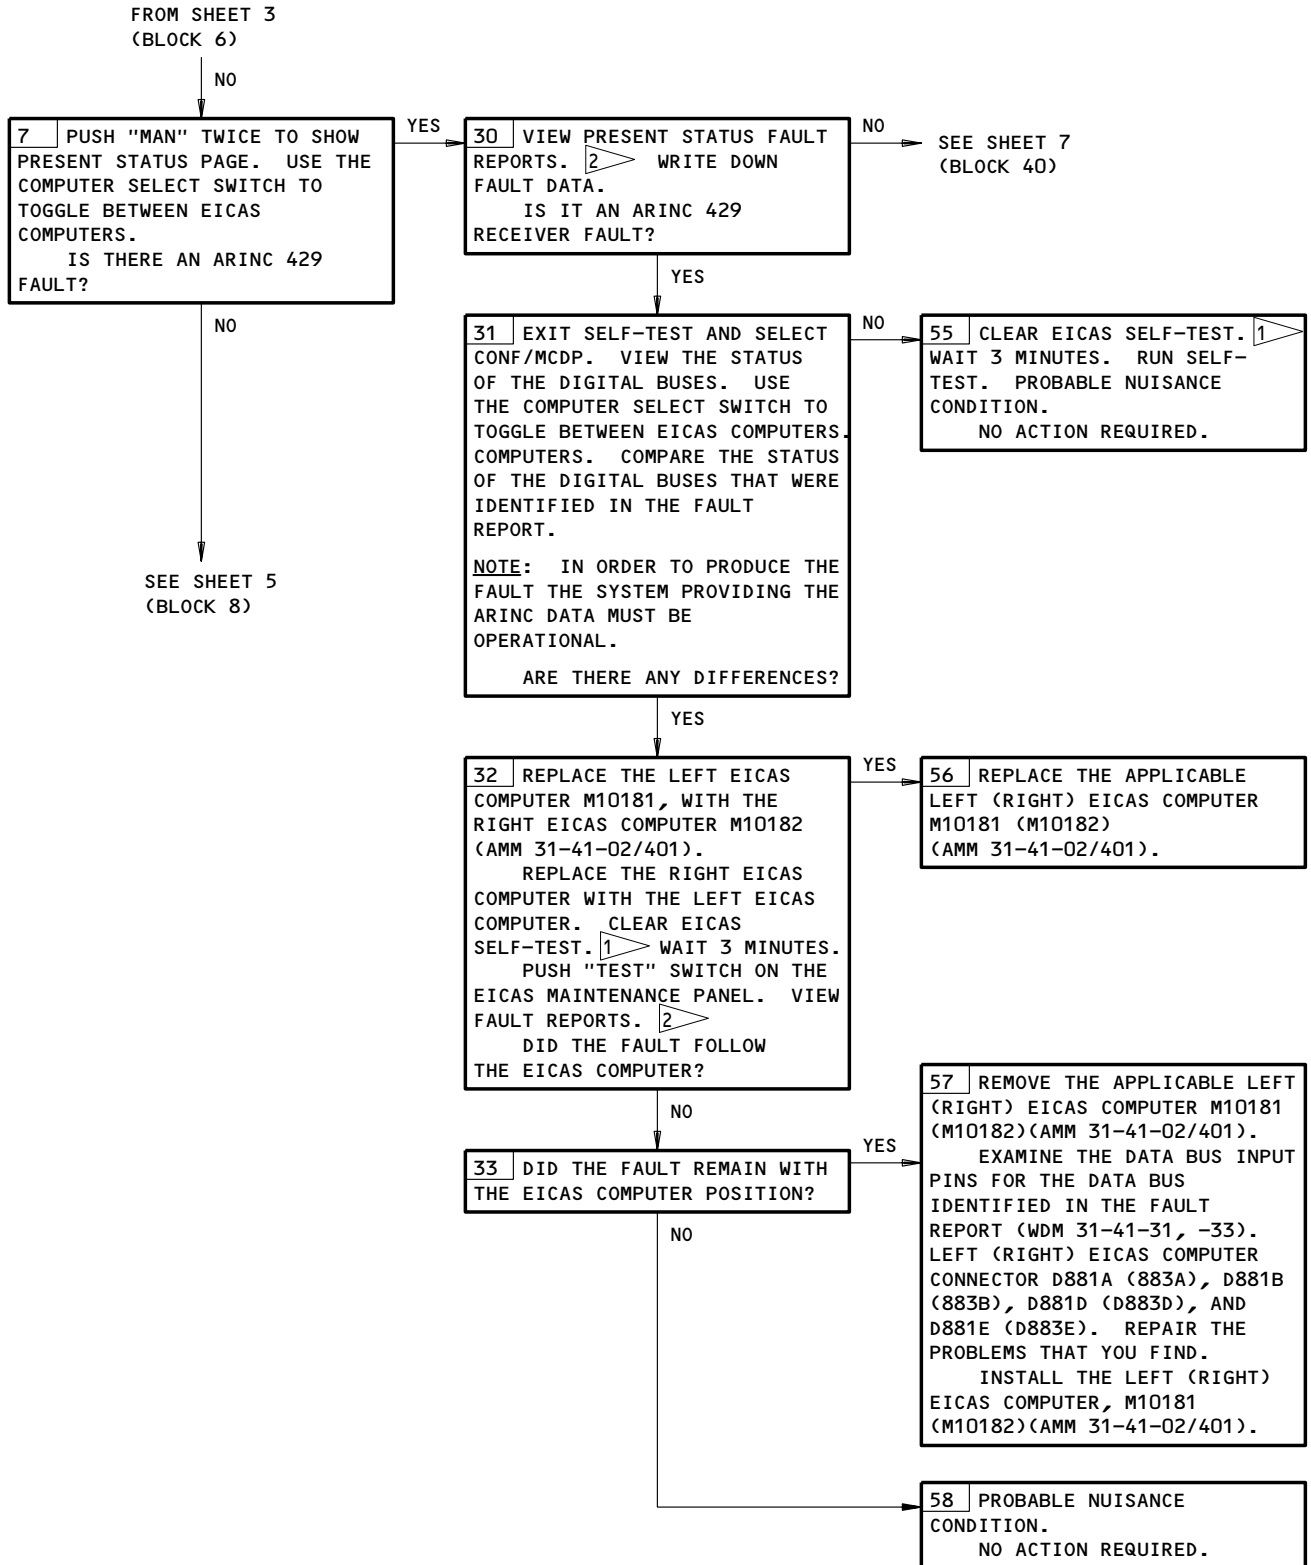 FROM SHEET 3
(BLOCK 6)
NO
7 PUSH "MAN" TWICE TO SHOW
PRESENT STATUS PAGE. USE THE
COMPUTER SELECT SWITCH TO
TOGGLE BETWEEN EICAS
COMPUTERS.
IS THERE AN ARINC 429
FAULT?
YES
NO
SEE SHEET 5
(BLOCK 8)
30 VIEW PRESENT STATUS FAULT
REPORTS. 2 WRITE DOWN
FAULT DATA.
IS IT AN ARINC 429
RECEIVER FAULT?
NO
SEE SHEET 7
(BLOCK 40)
YES
31 EXIT SELF-TEST AND SELECT
CONF/MCDP. VIEW THE STATUS
OF THE DIGITAL BUSES. USE
THE COMPUTER SELECT SWITCH TO
TOGGLE BETWEEN EICAS COMPUTERS.
COMPUTERS. COMPARE THE STATUS
OF THE DIGITAL BUSES THAT WERE
IDENTIFIED IN THE FAULT
REPORT.
NOTE: IN ORDER TO PRODUCE THE
FAULT THE SYSTEM PROVIDING THE
ARINC DATA MUST BE
OPERATIONAL.
ARE THERE ANY DIFFERENCES?
NO
55 CLEAR EICAS SELF-TEST. 1
WAIT 3 MINUTES. RUN SELF-
TEST. PROBABLE NUISANCE
CONDITION.
NO ACTION REQUIRED.
YES
32 REPLACE THE LEFT EICAS
COMPUTER M10181, WITH THE
RIGHT EICAS COMPUTER M10182
(AMM 31-41-02/401).
REPLACE THE RIGHT EICAS
COMPUTER WITH THE LEFT EICAS
COMPUTER. CLEAR EICAS
SELF-TEST. 1 WAIT 3 MINUTES.
PUSH "TEST" SWITCH ON THE
EICAS MAINTENANCE PANEL. VIEW
FAULT REPORTS. 2
DID THE FAULT FOLLOW
THE EICAS COMPUTER?
YES
56 REPLACE THE APPLICABLE
LEFT (RIGHT) EICAS COMPUTER
M10181 (M10182)
(AMM 31-41-02/401).
NO
33 DID THE FAULT REMAIN WITH
THE EICAS COMPUTER POSITION?
YES
57 REMOVE THE APPLICABLE LEFT
(RIGHT) EICAS COMPUTER M10181
(M10182)(AMM 31-41-02/401).
EXAMINE THE DATA BUS INPUT
PINS FOR THE DATA BUS
IDENTIFIED IN THE FAULT
REPORT (WDM 31-41-31, -33).
LEFT (RIGHT) EICAS COMPUTER
CONNECTOR D881A (883A), D881B
(883B), D881D (D883D), AND
D881E (D883E). REPAIR THE
PROBLEMS THAT YOU FIND.
INSTALL THE LEFT (RIGHT)
EICAS COMPUTER, M10181
(M10182)(AMM 31-41-02/401).
NO
58 PROBABLE NUISANCE
CONDITION.
NO ACTION REQUIRED.